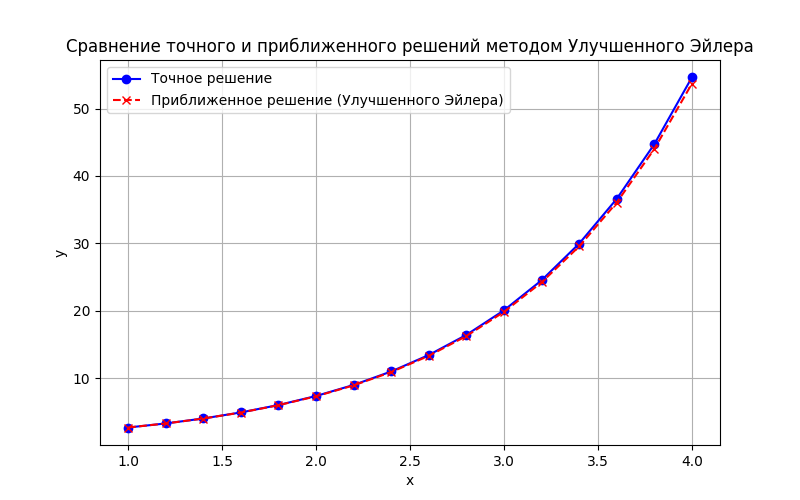 Сравнение точного и приближенного решений методом Улучшенного Эйлера
Точное решение
Приближенное решение (Улучшенного Эйлера)
50
40
30
20
10
y
1.0 1.5 2.0 2.5 3.0 3.5 4.0
x